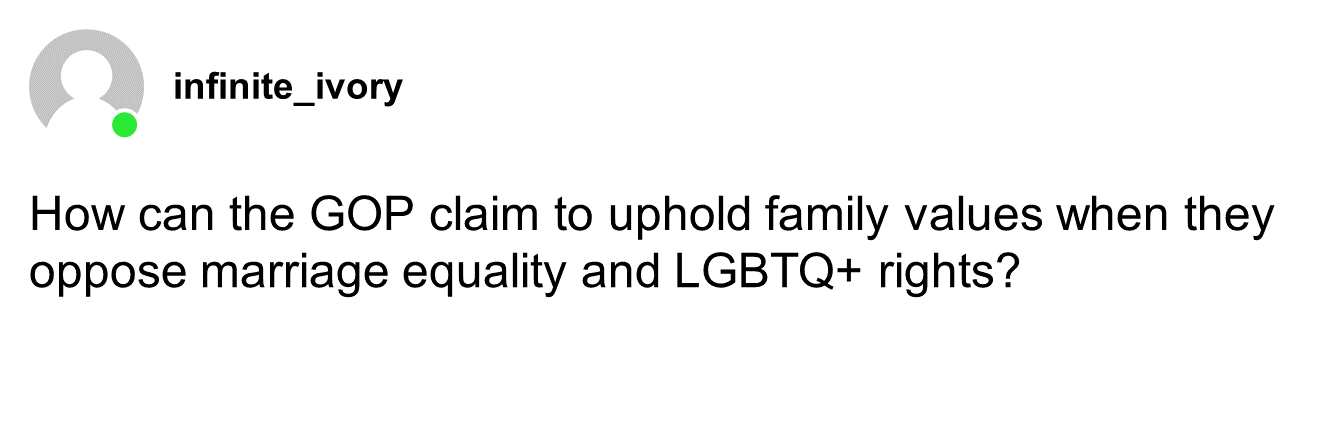 infinite_ivory
How can the GOP claim to uphold family values when they
oppose marriage equality and LGBTQ+ rights?